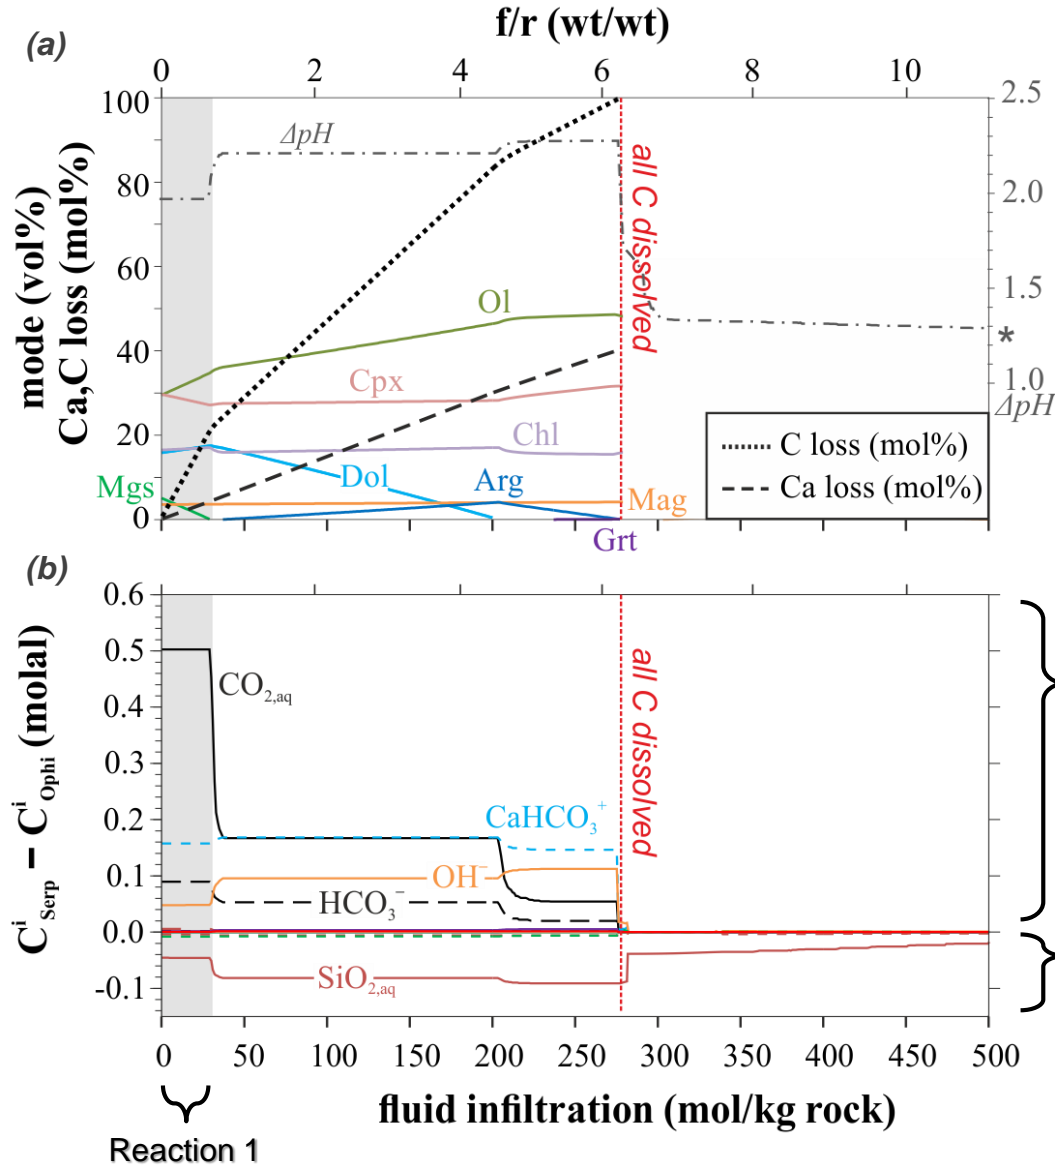 f/r (wt/wt)
(a)
0 2 4 6 8 10
mode (vol%)
Ca,C loss (mol%)
100
80
60
40
20
0
2.5
2.0
1.5
1.0
ΔpH
*
ΔpH
all C dissolved
Ol
Cpx
Chl
Dol
Arg
Mgs
Mag
Grt
C loss (mol%)
Ca loss (mol%)
(b)
C^i_Serp – C^i_Ophi (molal)
0.6
0.5
0.4
0.3
0.2
0.1
0.0
-0.1
CO₂,aq
CaHCO₃⁺
OH⁻
HCO₃⁻
SiO₂,aq
all C dissolved
0 50 100 150 200 250 300 350 400 450 500
fluid infiltration (mol/kg rock)
Reaction 1